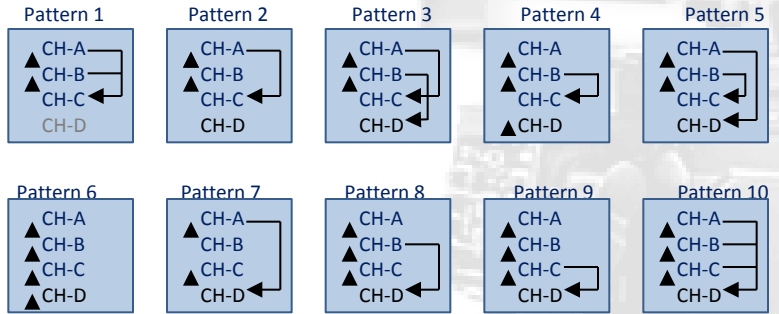 Pattern 1 Pattern 2 Pattern 3 Pattern 4 Pattern 5
CH-A CH-A CH-A CH-A CH-A
CH-B CH-B CH-B CH-B CH-B
CH-C CH-C CH-C CH-C CH-C
CH-D CH-D CH-D CH-D CH-D
Pattern 6 Pattern 7 Pattern 8 Pattern 9 Pattern 10
CH-A CH-A CH-A CH-A CH-A
CH-B CH-B CH-B CH-B CH-B
CH-C CH-C CH-C CH-C CH-C
CH-D CH-D CH-D CH-D CH-D